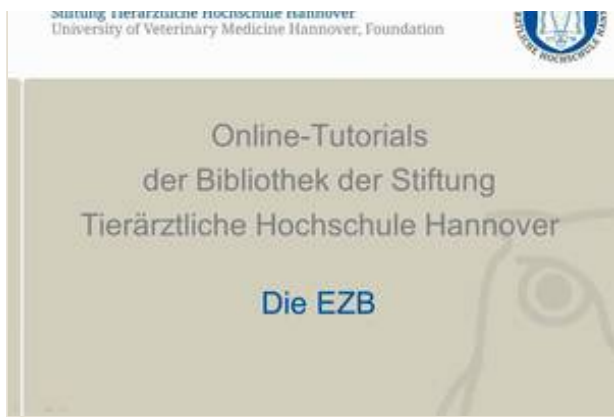 Stiftung Tierärztliche Hochschule Hannover
University of Veterinary Medicine Hannover, Foundation
Online-Tutorials
der Bibliothek der Stiftung
Tierärztliche Hochschule Hannover
Die EZB